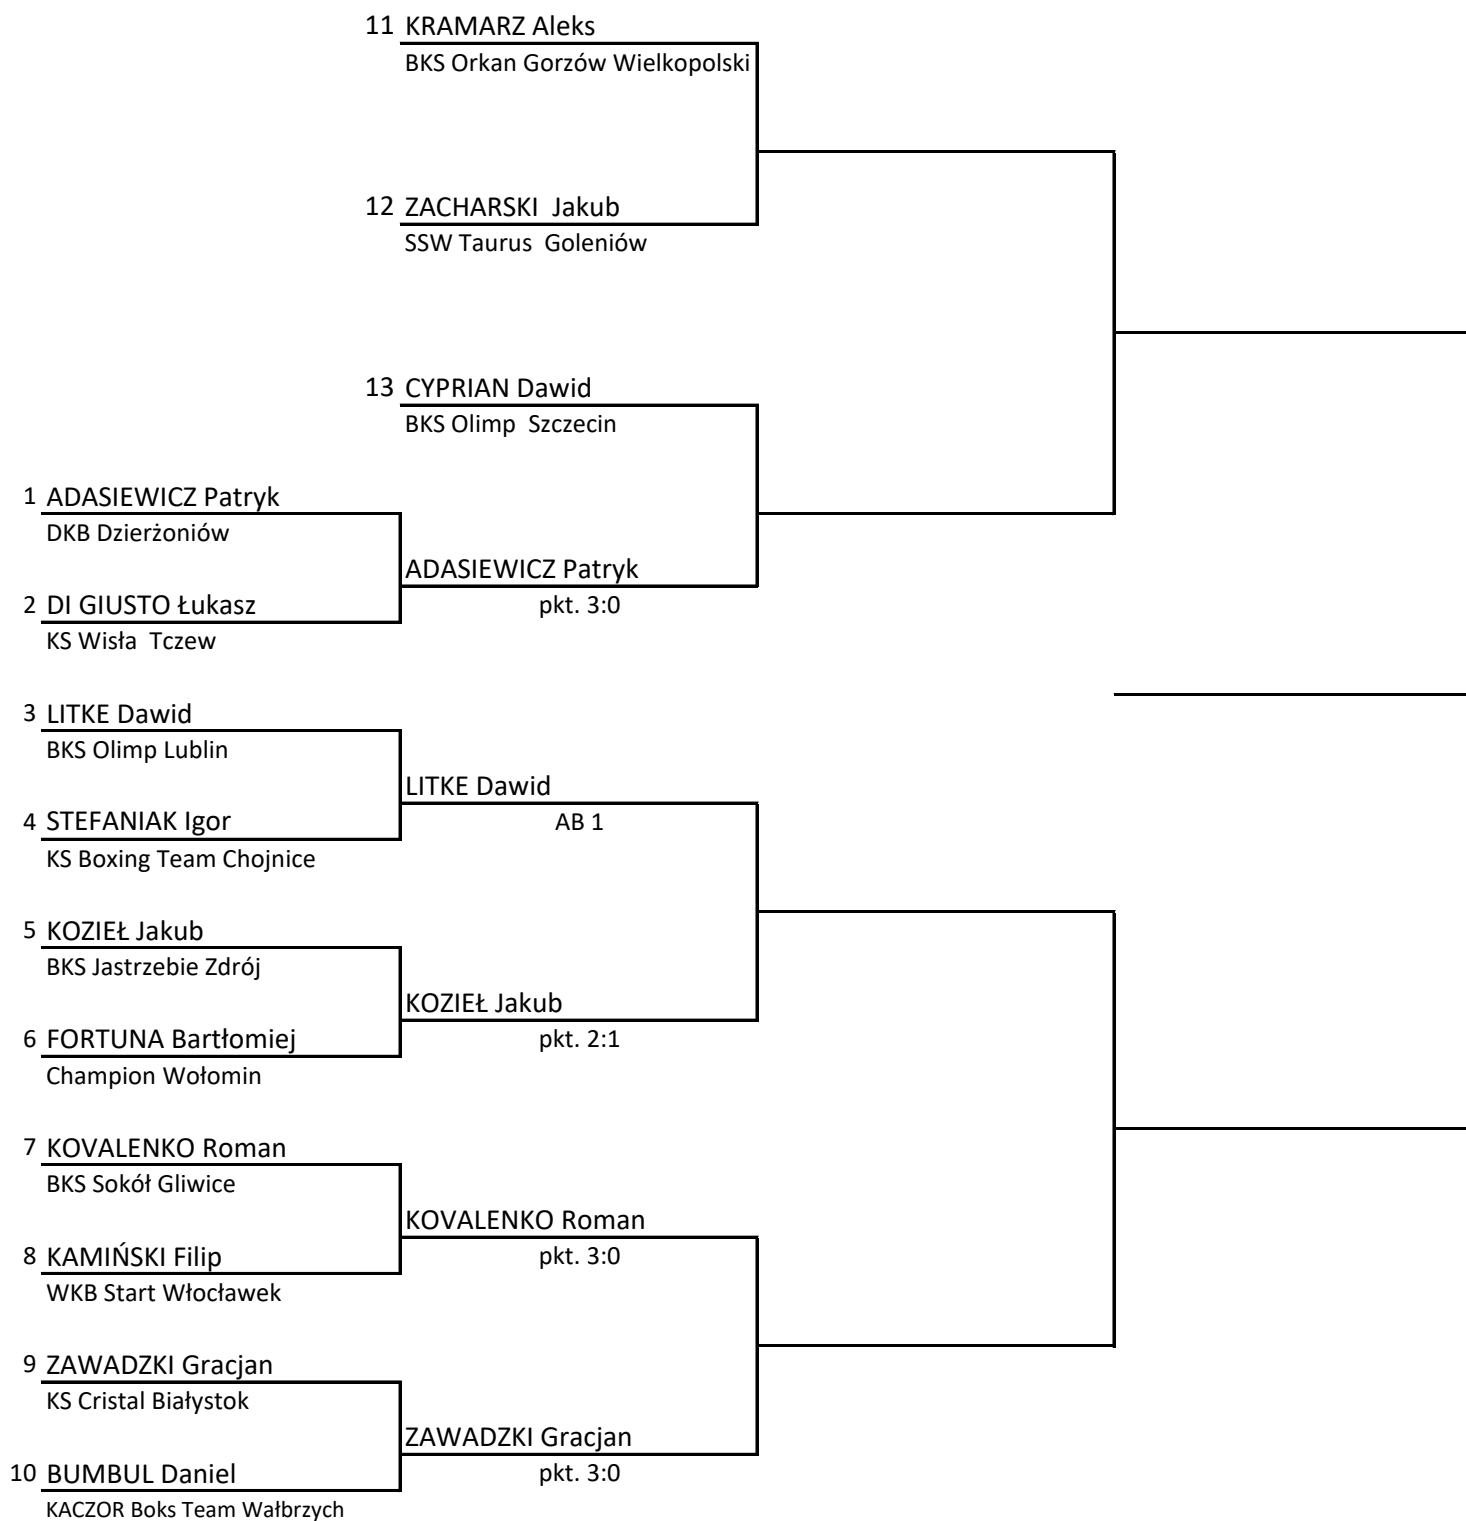 11 KRAMARZ Aleks
BKS Orkan Gorzów Wielkopolski
12 ZACHARSKI  Jakub
SSW Taurus  Goleniów
13 CYPRIAN Dawid
BKS Olimp  Szczecin
1 ADASIEWICZ Patryk
DKB Dzierżoniów
ADASIEWICZ Patryk
pkt. 3:0
2 DI GIUSTO Łukasz
KS Wisła  Tczew
3 LITKE Dawid
BKS Olimp Lublin
LITKE Dawid
AB 1
4 STEFANIAK Igor
KS Boxing Team Chojnice
5 KOZIEŁ Jakub
BKS Jastrzebie Zdrój
KOZIEŁ Jakub
pkt. 2:1
6 FORTUNA Bartłomiej
Champion Wołomin
7 KOVALENKO Roman
BKS Sokół Gliwice
KOVALENKO Roman
pkt. 3:0
8 KAMIŃSKI Filip
WKB Start Włocławek
9 ZAWADZKI Gracjan
KS Cristal Białystok
ZAWADZKI Gracjan
pkt. 3:0
10 BUMBUL Daniel
KACZOR Boks Team Wałbrzych